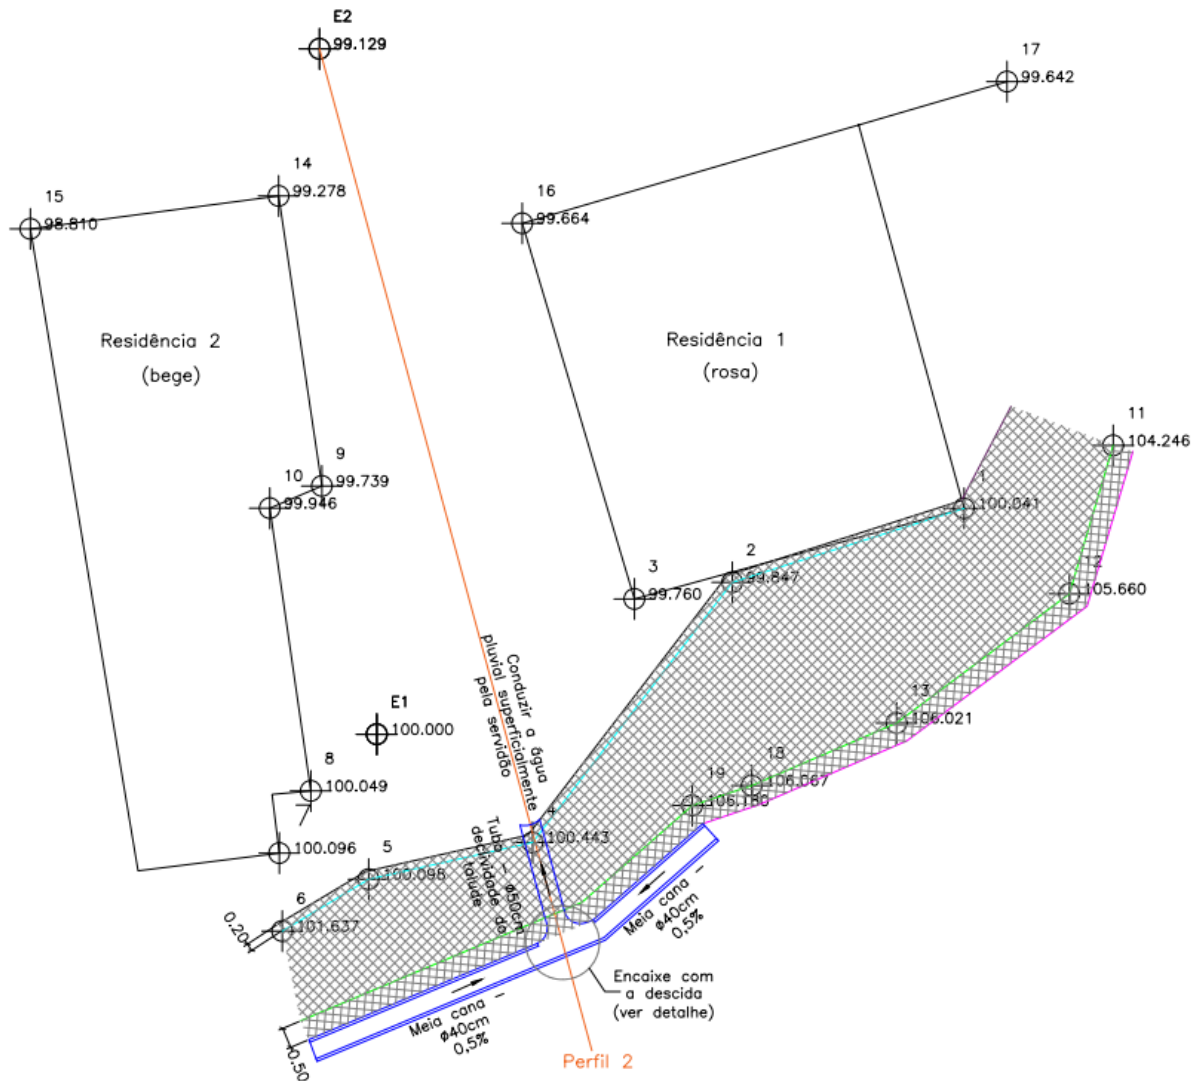 E2
99.129
17
99.642
14
99.278
15
98.810
16
99.664
Residência 2
(bege)
Residência 1
(rosa)
11
104.246
9
99.739
10
99.946
1
100.041
2
99.847
3
99.760
12
105.660
Conduzir a água
pluvial superficialmente
pela servidão
E1
100.000
13
106.021
8
100.049
18
106.067
19
4
100.443
100.096
5
100.098
Tubo – ø50cm
declividade do
talude
6
101.637
0.20
Meia cana –
ø40cm
0,5%
Meia cana –
ø40cm
0,5%
Encaixe com
a descida
(ver detalhe)
0.50
Perfil 2